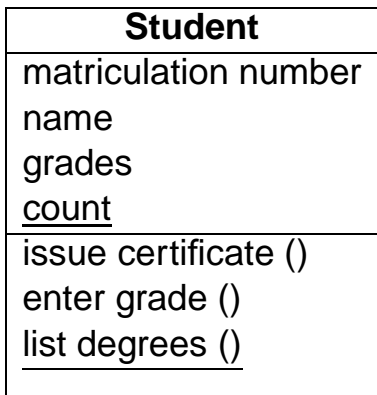 Student
matriculation number
name
grades
count
issue certificate ()
enter grade ()
list degrees ()